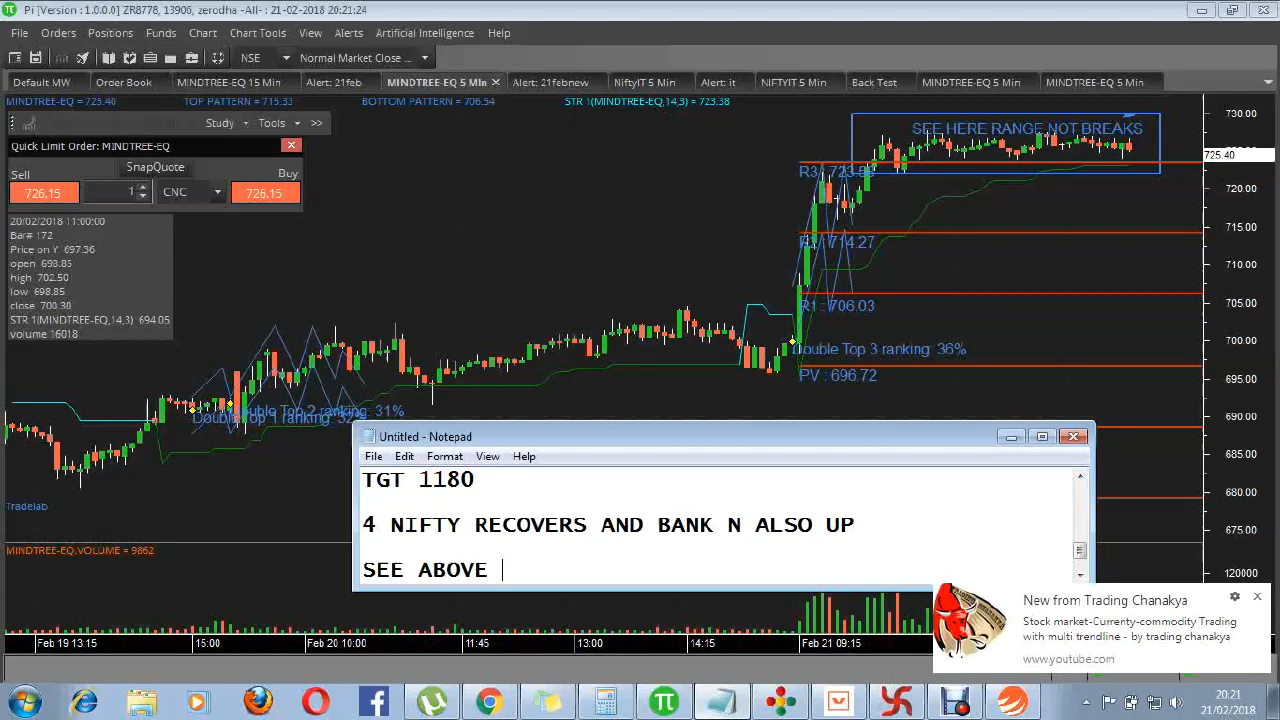 Pi [Version : 1.0.0.0] ZR8778, 13906, zerodha -All- : 21-02-2018 20:21:24
File Orders Positions Funds Chart Chart Tools View Alerts Artificial Intelligence Help
NSE Normal Market Close ...
Default MW Order Book MINDTREE-EQ 15 Min Alert: 21feb MINDTREE-EQ 5 Min Alert: 21febnew NiftyIT 5 Min Alert: it NIFTYIT 5 Min Back Test MINDTREE-EQ 5 Min MINDTREE-EQ 5 Min
MINDTREE-EQ = 725.40 TOP PATTERN = 715.33 BOTTOM PATTERN = 706.54 STR 1(MINDTREE-EQ,14,3) = 723.38
Study Tools >>
Quick Limit Order: MINDTREE-EQ
SnapQuote
Sell Buy
726.15 1 CNC 726.15
20/02/2018 11:00:00
Bar# 172
Price on Y 697.36
open 698.85
high 702.50
low 698.85
close 700.30
STR 1(MINDTREE-EQ,14,3) 694.05
volume 16018
SEE HERE RANGE NOT BREAKS
R3 : 723.58
714.27
R1 : 706.03
Double Top 3 ranking: 36%
PV : 696.72
Double Top 2 ranking: 31%
Double Top 1 ranking: 32%
730.00
725.40
720.00
715.00
710.00
705.00
700.00
695.00
690.00
685.00
680.00
675.00
120000
Tradelab
MINDTREE-EQ.VOLUME = 9862
Feb 19 13:15 15:00 Feb 20 10:00 11:45 13:00 14:15 Feb 21 09:15
Untitled - Notepad
File Edit Format View Help
TGT 1180
4 NIFTY RECOVERS AND BANK N ALSO UP
SEE ABOVE
New from Trading Chanakya
Stock market-Currenty-commodity Trading
with multi trendline - by trading chanakya
www.youtube.com
20:21
21/02/2018